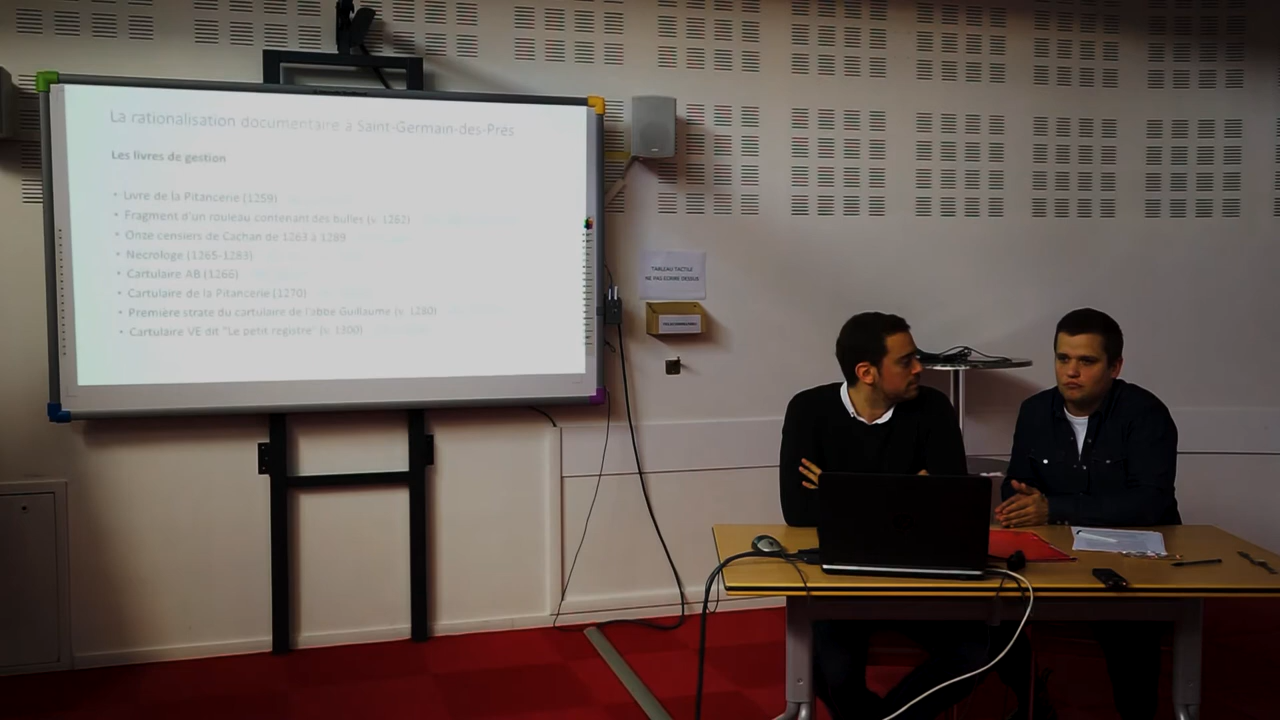 La rationalisation documentaire à Saint-Germain-des-Prés
Les livres de gestion
• Livre de la Pitancerie (1259)
• Fragment d'un rouleau contenant des bulles (v. 1262)
• Onze censiers de Cachan de 1263 à 1289
• Nécrologe (1265-1283)
• Cartulaire AB (1266)
• Cartulaire de la Pitancerie (1270)
• Première strate du cartulaire de l'abbé Guillaume (v. 1280)
• Cartulaire VE dit "Le petit registre" (v. 1300)
TABLEAU TACTILE
NE PAS ECRIRE DESSUS